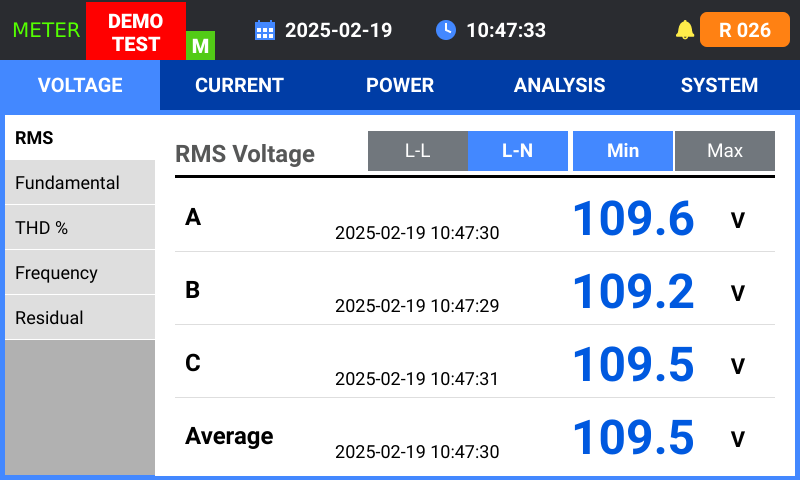 METER
DEMO
TEST
M
2025-02-19
10:47:33
R 026
VOLTAGE
CURRENT
POWER
ANALYSIS
SYSTEM
RMS
Fundamental
THD %
Frequency
Residual
RMS Voltage
L-L
L-N
Min
Max
A
2025-02-19 10:47:30
109.6
V
B
2025-02-19 10:47:29
109.2
V
C
2025-02-19 10:47:31
109.5
V
Average
2025-02-19 10:47:30
109.5
V